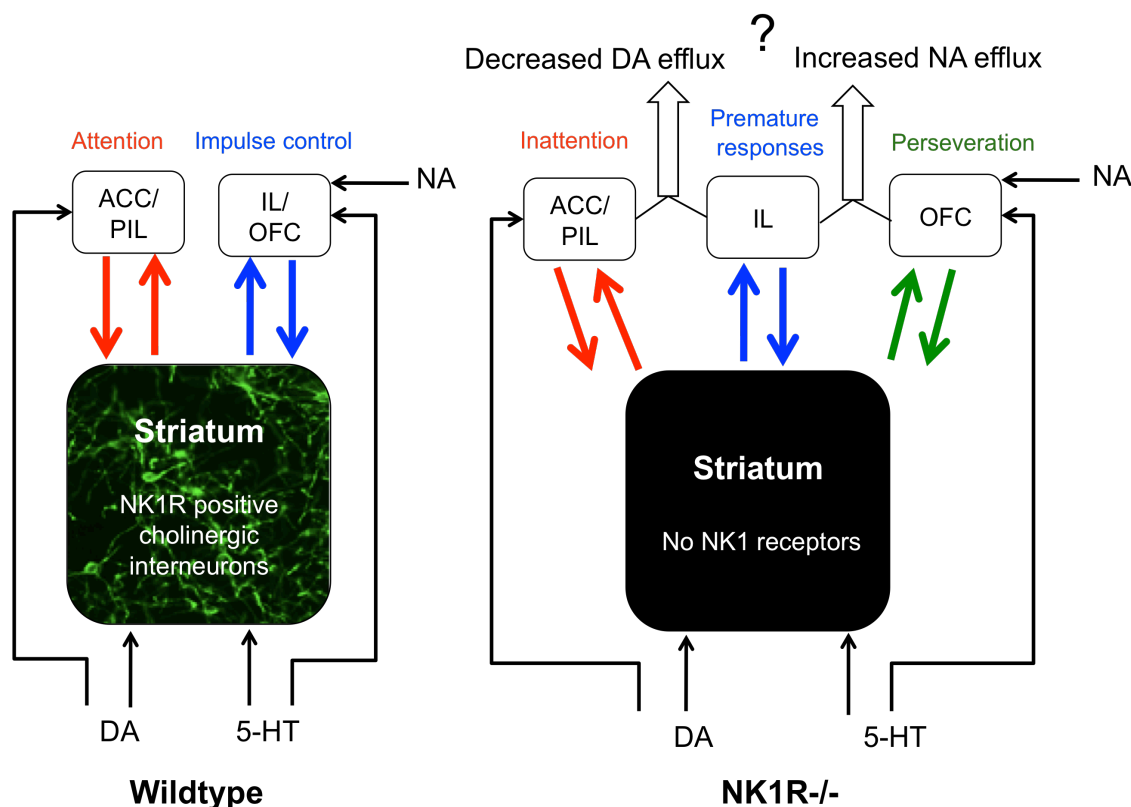 ?
Decreased DA efflux
Increased NA efflux
Attention
Impulse control
Inattention
Premature
responses
Perseveration
ACC/
PIL
IL/
OFC
NA
ACC/
PIL
IL
OFC
NA
Striatum
NK1R positive
cholinergic
interneurons
Striatum
No NK1 receptors
DA
5-HT
DA
5-HT
Wildtype
NK1R-/-